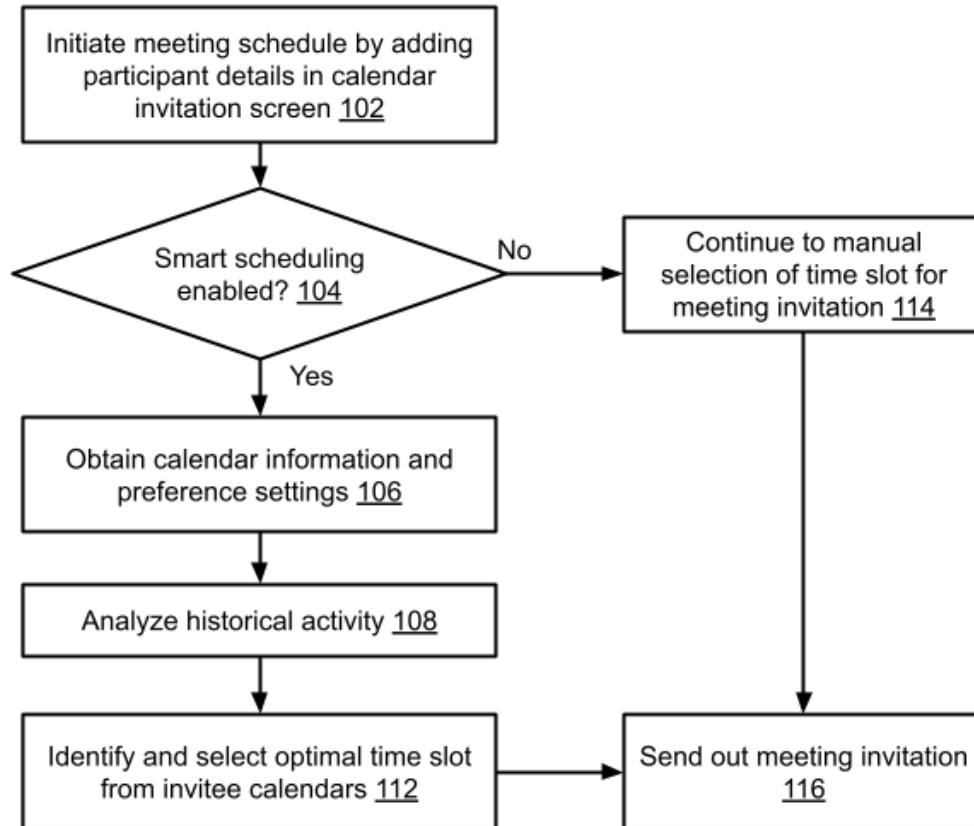 Initiate meeting schedule by adding
participant details in calendar
invitation screen 102
Smart scheduling
enabled? 104
No
Continue to manual
selection of time slot for
meeting invitation 114
Yes
Obtain calendar information and
preference settings 106
Analyze historical activity 108
Identify and select optimal time slot
from invitee calendars 112
Send out meeting invitation
116